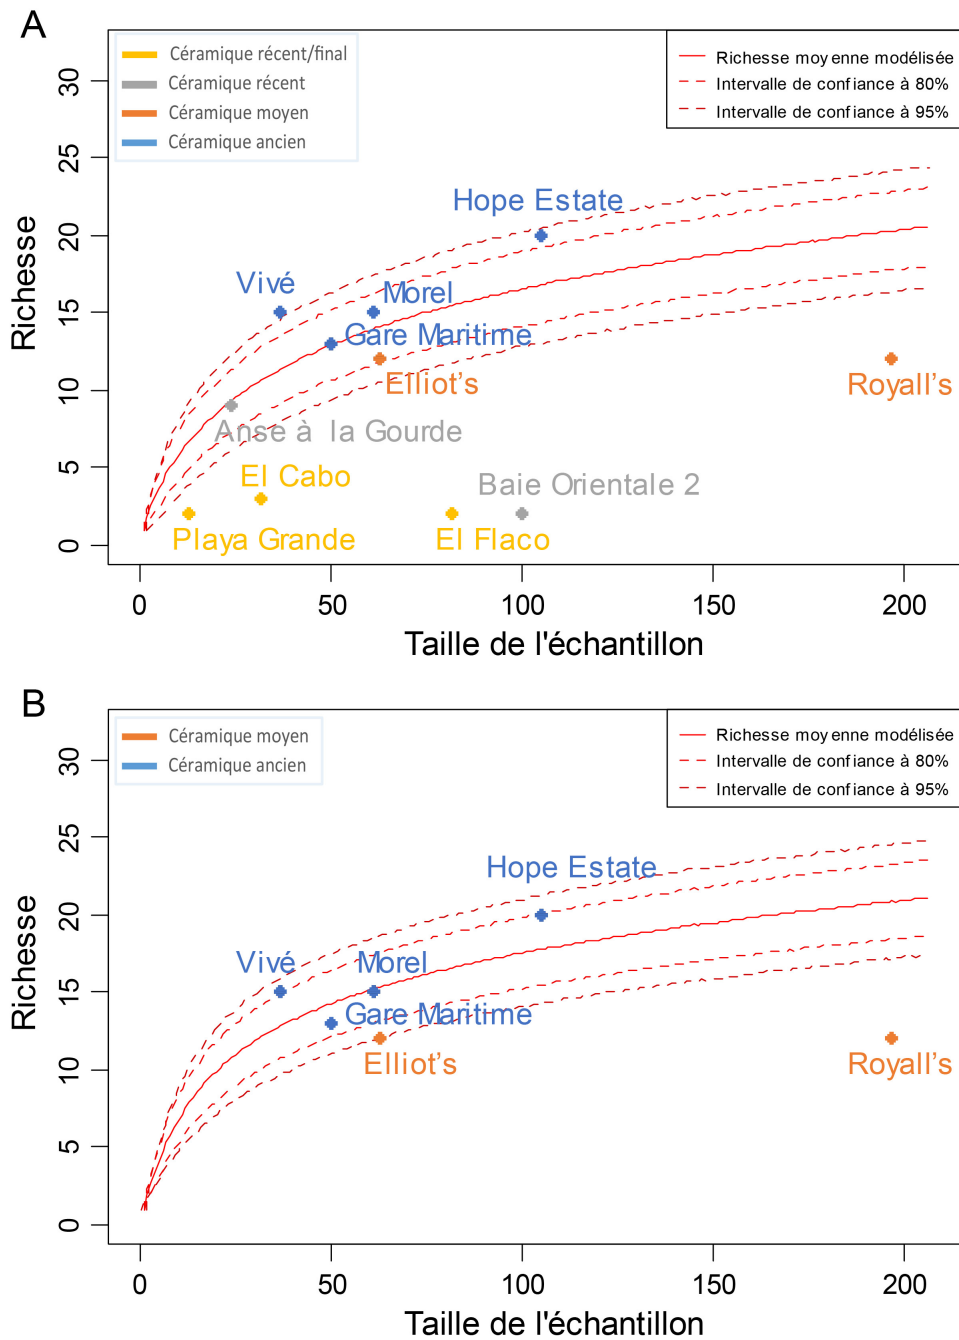 A
Céramique récent/final
Céramique récent
Céramique moyen
Céramique ancien
Richesse moyenne modélisée
Intervalle de confiance à 80%
Intervalle de confiance à 95%
Richesse
30
25
20
15
10
5
0
Hope Estate
Vivé
Morel
Gare Maritime
Elliot's
Royall's
Anse à la Gourde
El Cabo
Baie Orientale 2
Playa Grande
El Flaco
0 50 100 150 200
Taille de l'échantillon
B
Céramique moyen
Céramique ancien
Richesse moyenne modélisée
Intervalle de confiance à 80%
Intervalle de confiance à 95%
Richesse
30
25
20
15
10
5
0
Hope Estate
Vivé
Morel
Gare Maritime
Elliot's
Royall's
0 50 100 150 200
Taille de l'échantillon